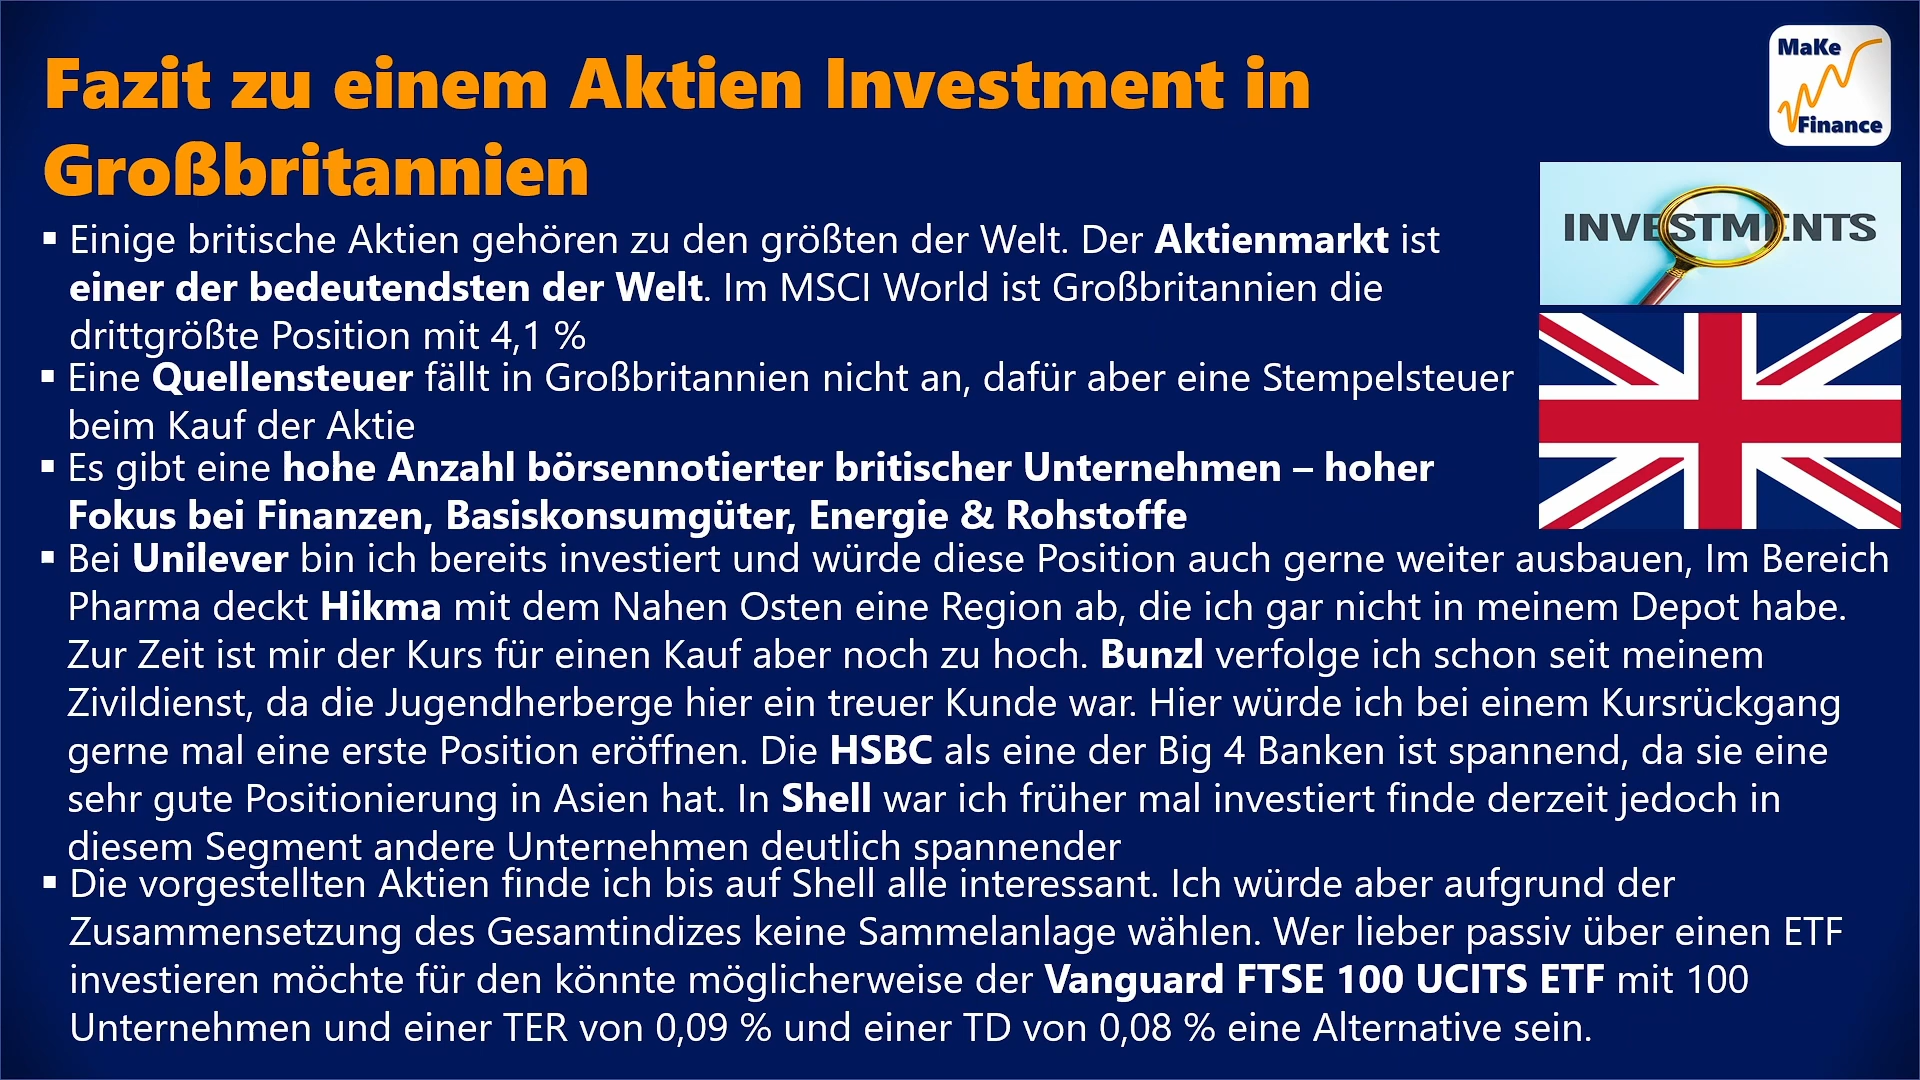 Fazit zu einem Aktien Investment in
Großbritannien
MaKe
Finance
INVESTMENTS
▪ Einige britische Aktien gehören zu den größten der Welt. Der Aktienmarkt ist
einer der bedeutendsten der Welt. Im MSCI World ist Großbritannien die
drittgrößte Position mit 4,1 %
▪ Eine Quellensteuer fällt in Großbritannien nicht an, dafür aber eine Stempelsteuer
beim Kauf der Aktie
▪ Es gibt eine hohe Anzahl börsennotierter britischer Unternehmen – hoher
Fokus bei Finanzen, Basiskonsumgüter, Energie & Rohstoffe
▪ Bei Unilever bin ich bereits investiert und würde diese Position auch gerne weiter ausbauen, Im Bereich
Pharma deckt Hikma mit dem Nahen Osten eine Region ab, die ich gar nicht in meinem Depot habe.
Zur Zeit ist mir der Kurs für einen Kauf aber noch zu hoch. Bunzl verfolge ich schon seit meinem
Zivildienst, da die Jugendherberge hier ein treuer Kunde war. Hier würde ich bei einem Kursrückgang
gerne mal eine erste Position eröffnen. Die HSBC als eine der Big 4 Banken ist spannend, da sie eine
sehr gute Positionierung in Asien hat. In Shell war ich früher mal investiert finde derzeit jedoch in
diesem Segment andere Unternehmen deutlich spannender
▪ Die vorgestellten Aktien finde ich bis auf Shell alle interessant. Ich würde aber aufgrund der
Zusammensetzung des Gesamtindizes keine Sammelanlage wählen. Wer lieber passiv über einen ETF
investieren möchte für den könnte möglicherweise der Vanguard FTSE 100 UCITS ETF mit 100
Unternehmen und einer TER von 0,09 % und einer TD von 0,08 % eine Alternative sein.